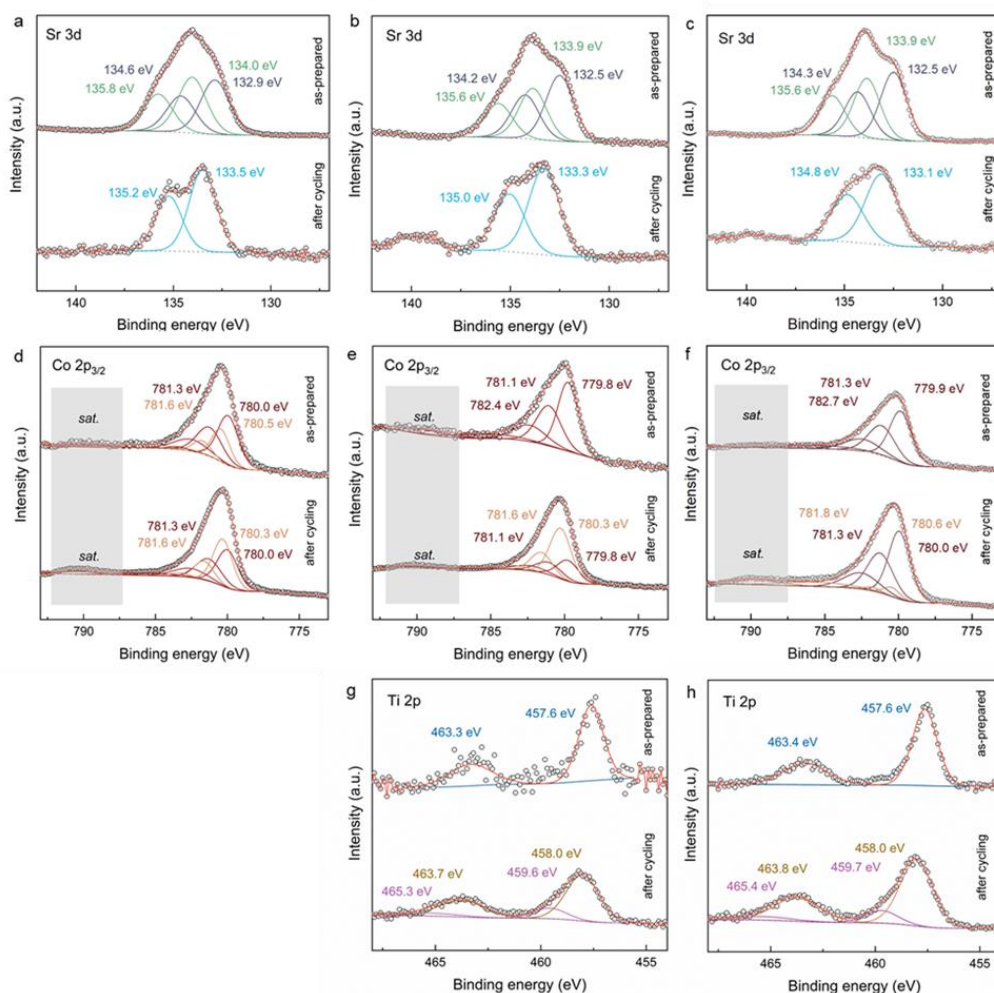 a
Sr 3d
134.6 eV
134.0 eV
135.8 eV
132.9 eV
as-prepared
135.2 eV
133.5 eV
after cycling
Intensity (a.u.)
140
135
130
Binding energy (eV)
b
Sr 3d
133.9 eV
134.2 eV
132.5 eV
135.6 eV
as-prepared
133.3 eV
135.0 eV
after cycling
Intensity (a.u.)
140
135
130
Binding energy (eV)
c
Sr 3d
133.9 eV
134.3 eV
132.5 eV
135.6 eV
as-prepared
134.8 eV
133.1 eV
after cycling
Intensity (a.u.)
140
135
130
Binding energy (eV)
d
Co 2p3/2
sat.
781.3 eV
781.6 eV
780.0 eV
780.5 eV
as-prepared
sat.
781.3 eV
781.6 eV
780.3 eV
780.0 eV
after cycling
Intensity (a.u.)
790
785
780
775
Binding energy (eV)
e
Co 2p3/2
sat.
781.1 eV
779.8 eV
782.4 eV
as-prepared
sat.
781.6 eV
780.3 eV
781.1 eV
779.8 eV
after cycling
Intensity (a.u.)
790
785
780
775
Binding energy (eV)
f
Co 2p3/2
sat.
781.3 eV
779.9 eV
782.7 eV
as-prepared
sat.
781.8 eV
780.6 eV
781.3 eV
780.0 eV
after cycling
Intensity (a.u.)
790
785
780
775
Binding energy (eV)
g
Ti 2p
457.6 eV
463.3 eV
as-prepared
458.0 eV
463.7 eV
459.6 eV
465.3 eV
after cycling
Intensity (a.u.)
465
460
455
Binding energy (eV)
h
Ti 2p
457.6 eV
463.4 eV
as-prepared
458.0 eV
463.8 eV
459.7 eV
465.4 eV
after cycling
Intensity (a.u.)
465
460
455
Binding energy (eV)